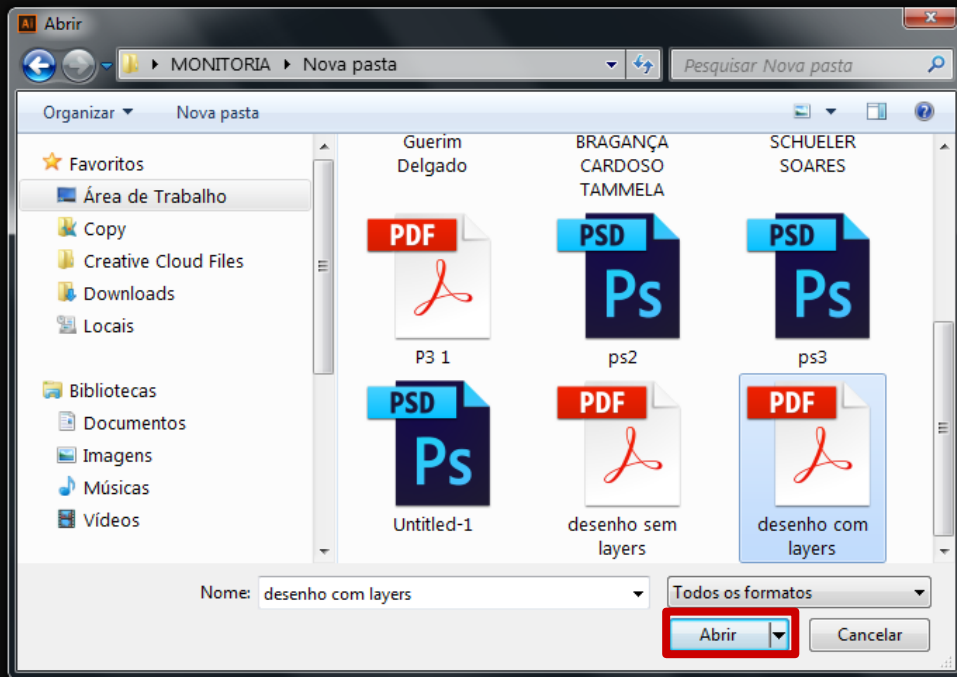 Ai Abrir
MONITORIA Nova pasta
Pesquisar Nova pasta
Organizar Nova pasta
Favoritos
Área de Trabalho
Copy
Creative Cloud Files
Downloads
Locais
Bibliotecas
Documentos
Imagens
Músicas
Vídeos
Guerim
Delgado
BRAGANÇA
CARDOSO
TAMMELA
SCHUELER
SOARES
PDF
P3 1
PSD
Ps
ps2
PSD
Ps
ps3
PSD
Ps
Untitled-1
PDF
desenho sem
layers
PDF
desenho com
layers
Nome: desenho com layers
Todos os formatos
Abrir
Cancelar